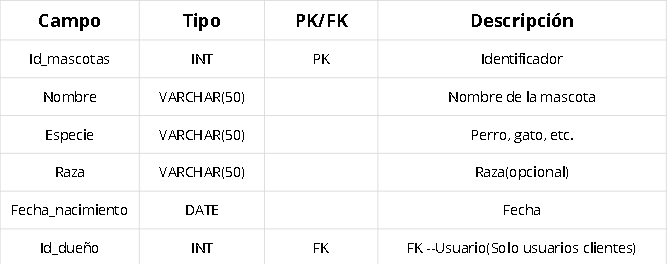 Campo Tipo PK/FK Descripción
Id_mascotas INT PK Identificador
Nombre VARCHAR(50) Nombre de la mascota
Especie VARCHAR(50) Perro, gato, etc.
Raza VARCHAR(50) Raza(opcional)
Fecha_nacimiento DATE Fecha
Id_dueño INT FK FK --Usuario(Solo usuarios clientes)